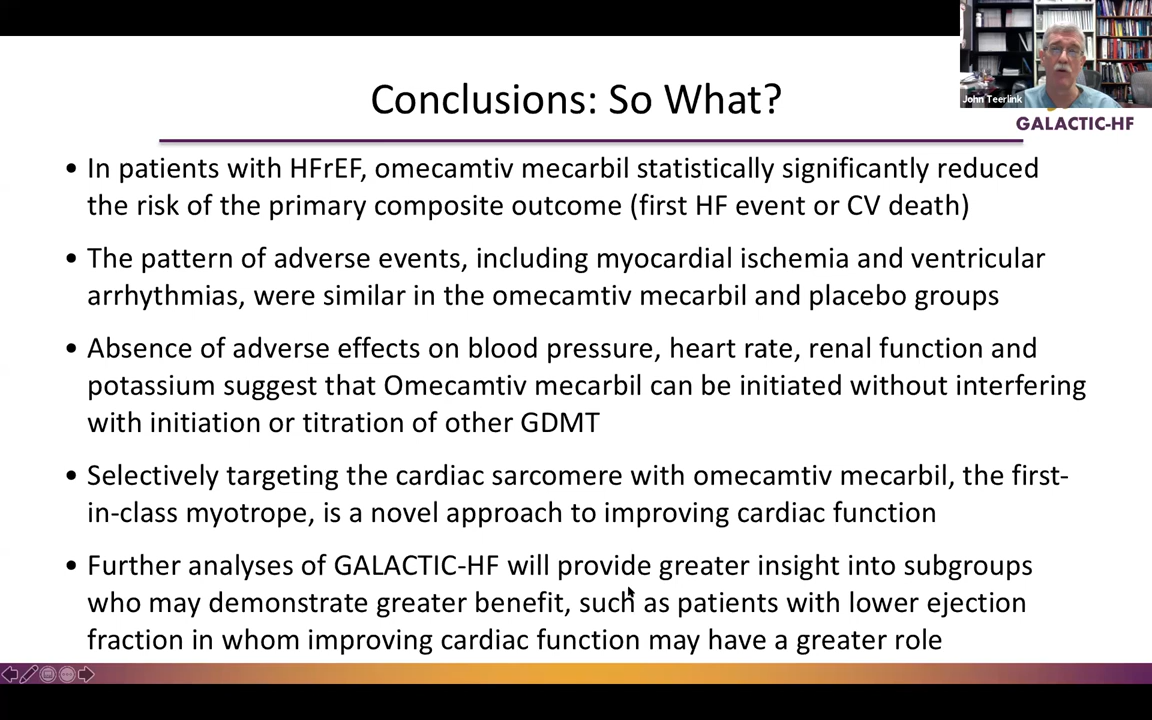 Conclusions: So What?
John Teerlink
GALACTIC-HF
• In patients with HFrEF, omecamtiv mecarbil statistically significantly reduced
the risk of the primary composite outcome (first HF event or CV death)
• The pattern of adverse events, including myocardial ischemia and ventricular
arrhythmias, were similar in the omecamtiv mecarbil and placebo groups
• Absence of adverse effects on blood pressure, heart rate, renal function and
potassium suggest that Omecamtiv mecarbil can be initiated without interfering
with initiation or titration of other GDMT
• Selectively targeting the cardiac sarcomere with omecamtiv mecarbil, the first-
in-class myotrope, is a novel approach to improving cardiac function
• Further analyses of GALACTIC-HF will provide greater insight into subgroups
who may demonstrate greater benefit, such as patients with lower ejection
fraction in whom improving cardiac function may have a greater role